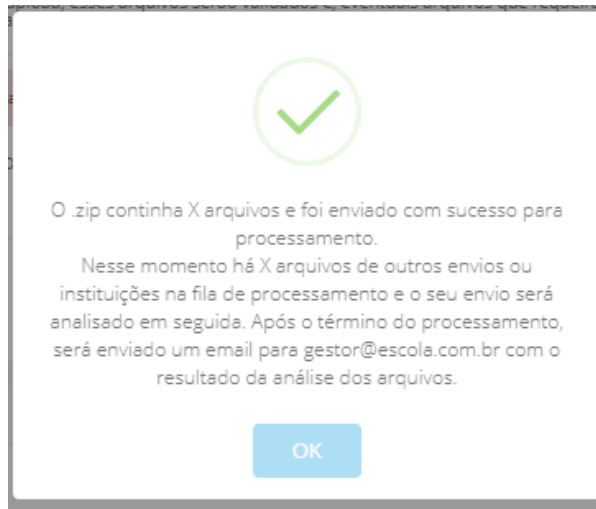 O .zip continha X arquivos e foi enviado com sucesso para
processamento.
Nesse momento há X arquivos de outros envios ou
instituições na fila de processamento e o seu envio será
analisado em seguida. Após o término do processamento,
será enviado um email para gestor@escola.com.br com o
resultado da análise dos arquivos.
OK